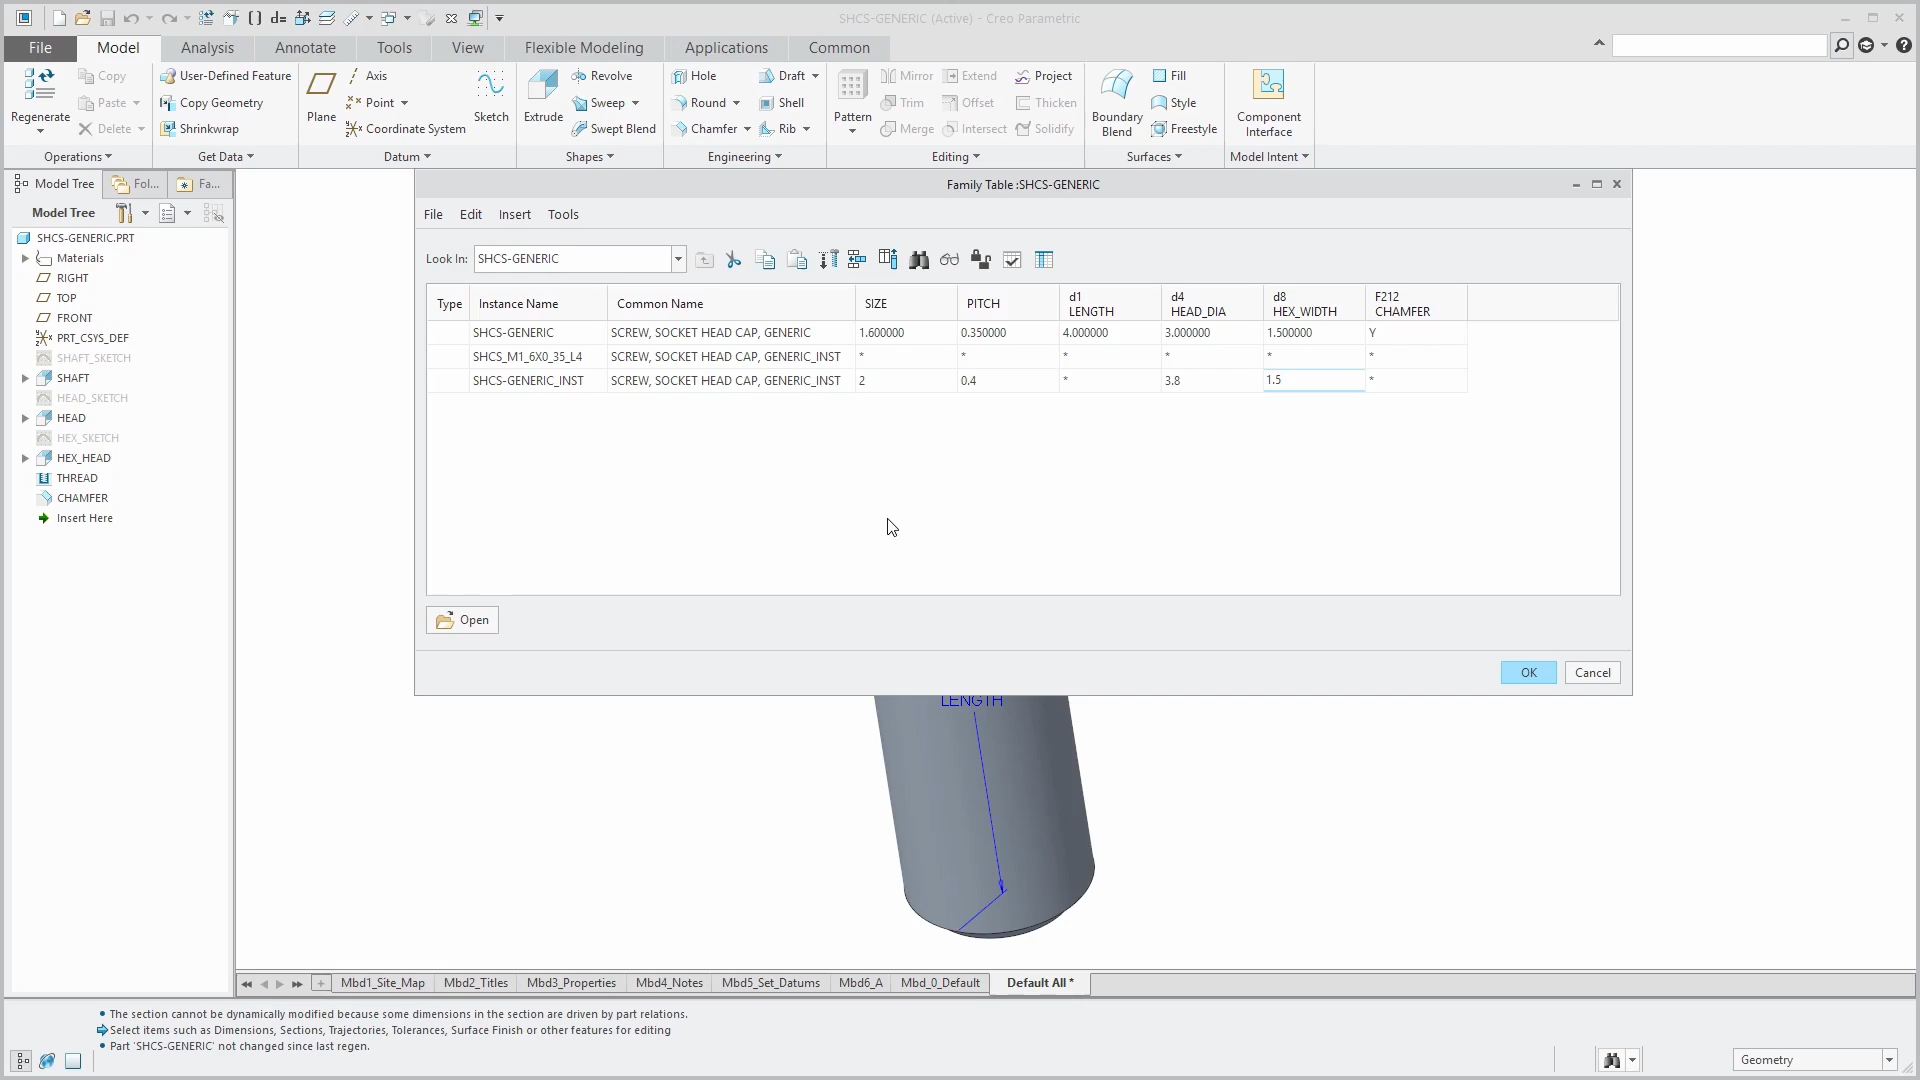 SHCS-GENERIC (Active) - Creo Parametric
File Model Analysis Annotate Tools View Flexible Modeling Applications Common
Regenerate Copy Paste Delete
User-Defined Feature Copy Geometry Shrinkwrap
Plane Axis Point Coordinate System Sketch
Extrude Revolve Sweep Swept Blend
Hole Round Chamfer Draft Shell Rib
Pattern Mirror Trim Merge Extend Offset Intersect Project Thicken Solidify
Boundary Blend Fill Style Freestyle
Component Interface
Operations Get Data Datum Shapes Engineering Editing Surfaces Model Intent
Model Tree Fol... Fa...
Model Tree
SHCS-GENERIC.PRT
Materials
RIGHT
TOP
FRONT
PRT_CSYS_DEF
SHAFT_SKETCH
SHAFT
HEAD_SKETCH
HEAD
HEX_SKETCH
HEX_HEAD
THREAD
CHAMFER
Insert Here
Family Table :SHCS-GENERIC
File Edit Insert Tools
Look In: SHCS-GENERIC
Type Instance Name Common Name SIZE PITCH d1 LENGTH d4 HEAD_DIA d8 HEX_WIDTH F212 CHAMFER
SHCS-GENERIC SCREW, SOCKET HEAD CAP, GENERIC 1.600000 0.350000 4.000000 3.000000 1.500000 Y
SHCS_M1_6X0_35_L4 SCREW, SOCKET HEAD CAP, GENERIC_INST * * * * * *
SHCS-GENERIC_INST SCREW, SOCKET HEAD CAP, GENERIC_INST 2 0.4 * 3.8 1.5 *
Open
OK Cancel
LENGTH
Mbd1_Site_Map Mbd2_Titles Mbd3_Properties Mbd4_Notes Mbd5_Set_Datums Mbd6_A Mbd_0_Default Default All *
• The section cannot be dynamically modified because some dimensions in the section are driven by part relations.
Select items such as Dimensions, Sections, Trajectories, Tolerances, Surface Finish or other features for editing
• Part 'SHCS-GENERIC' not changed since last regen.
Geometry